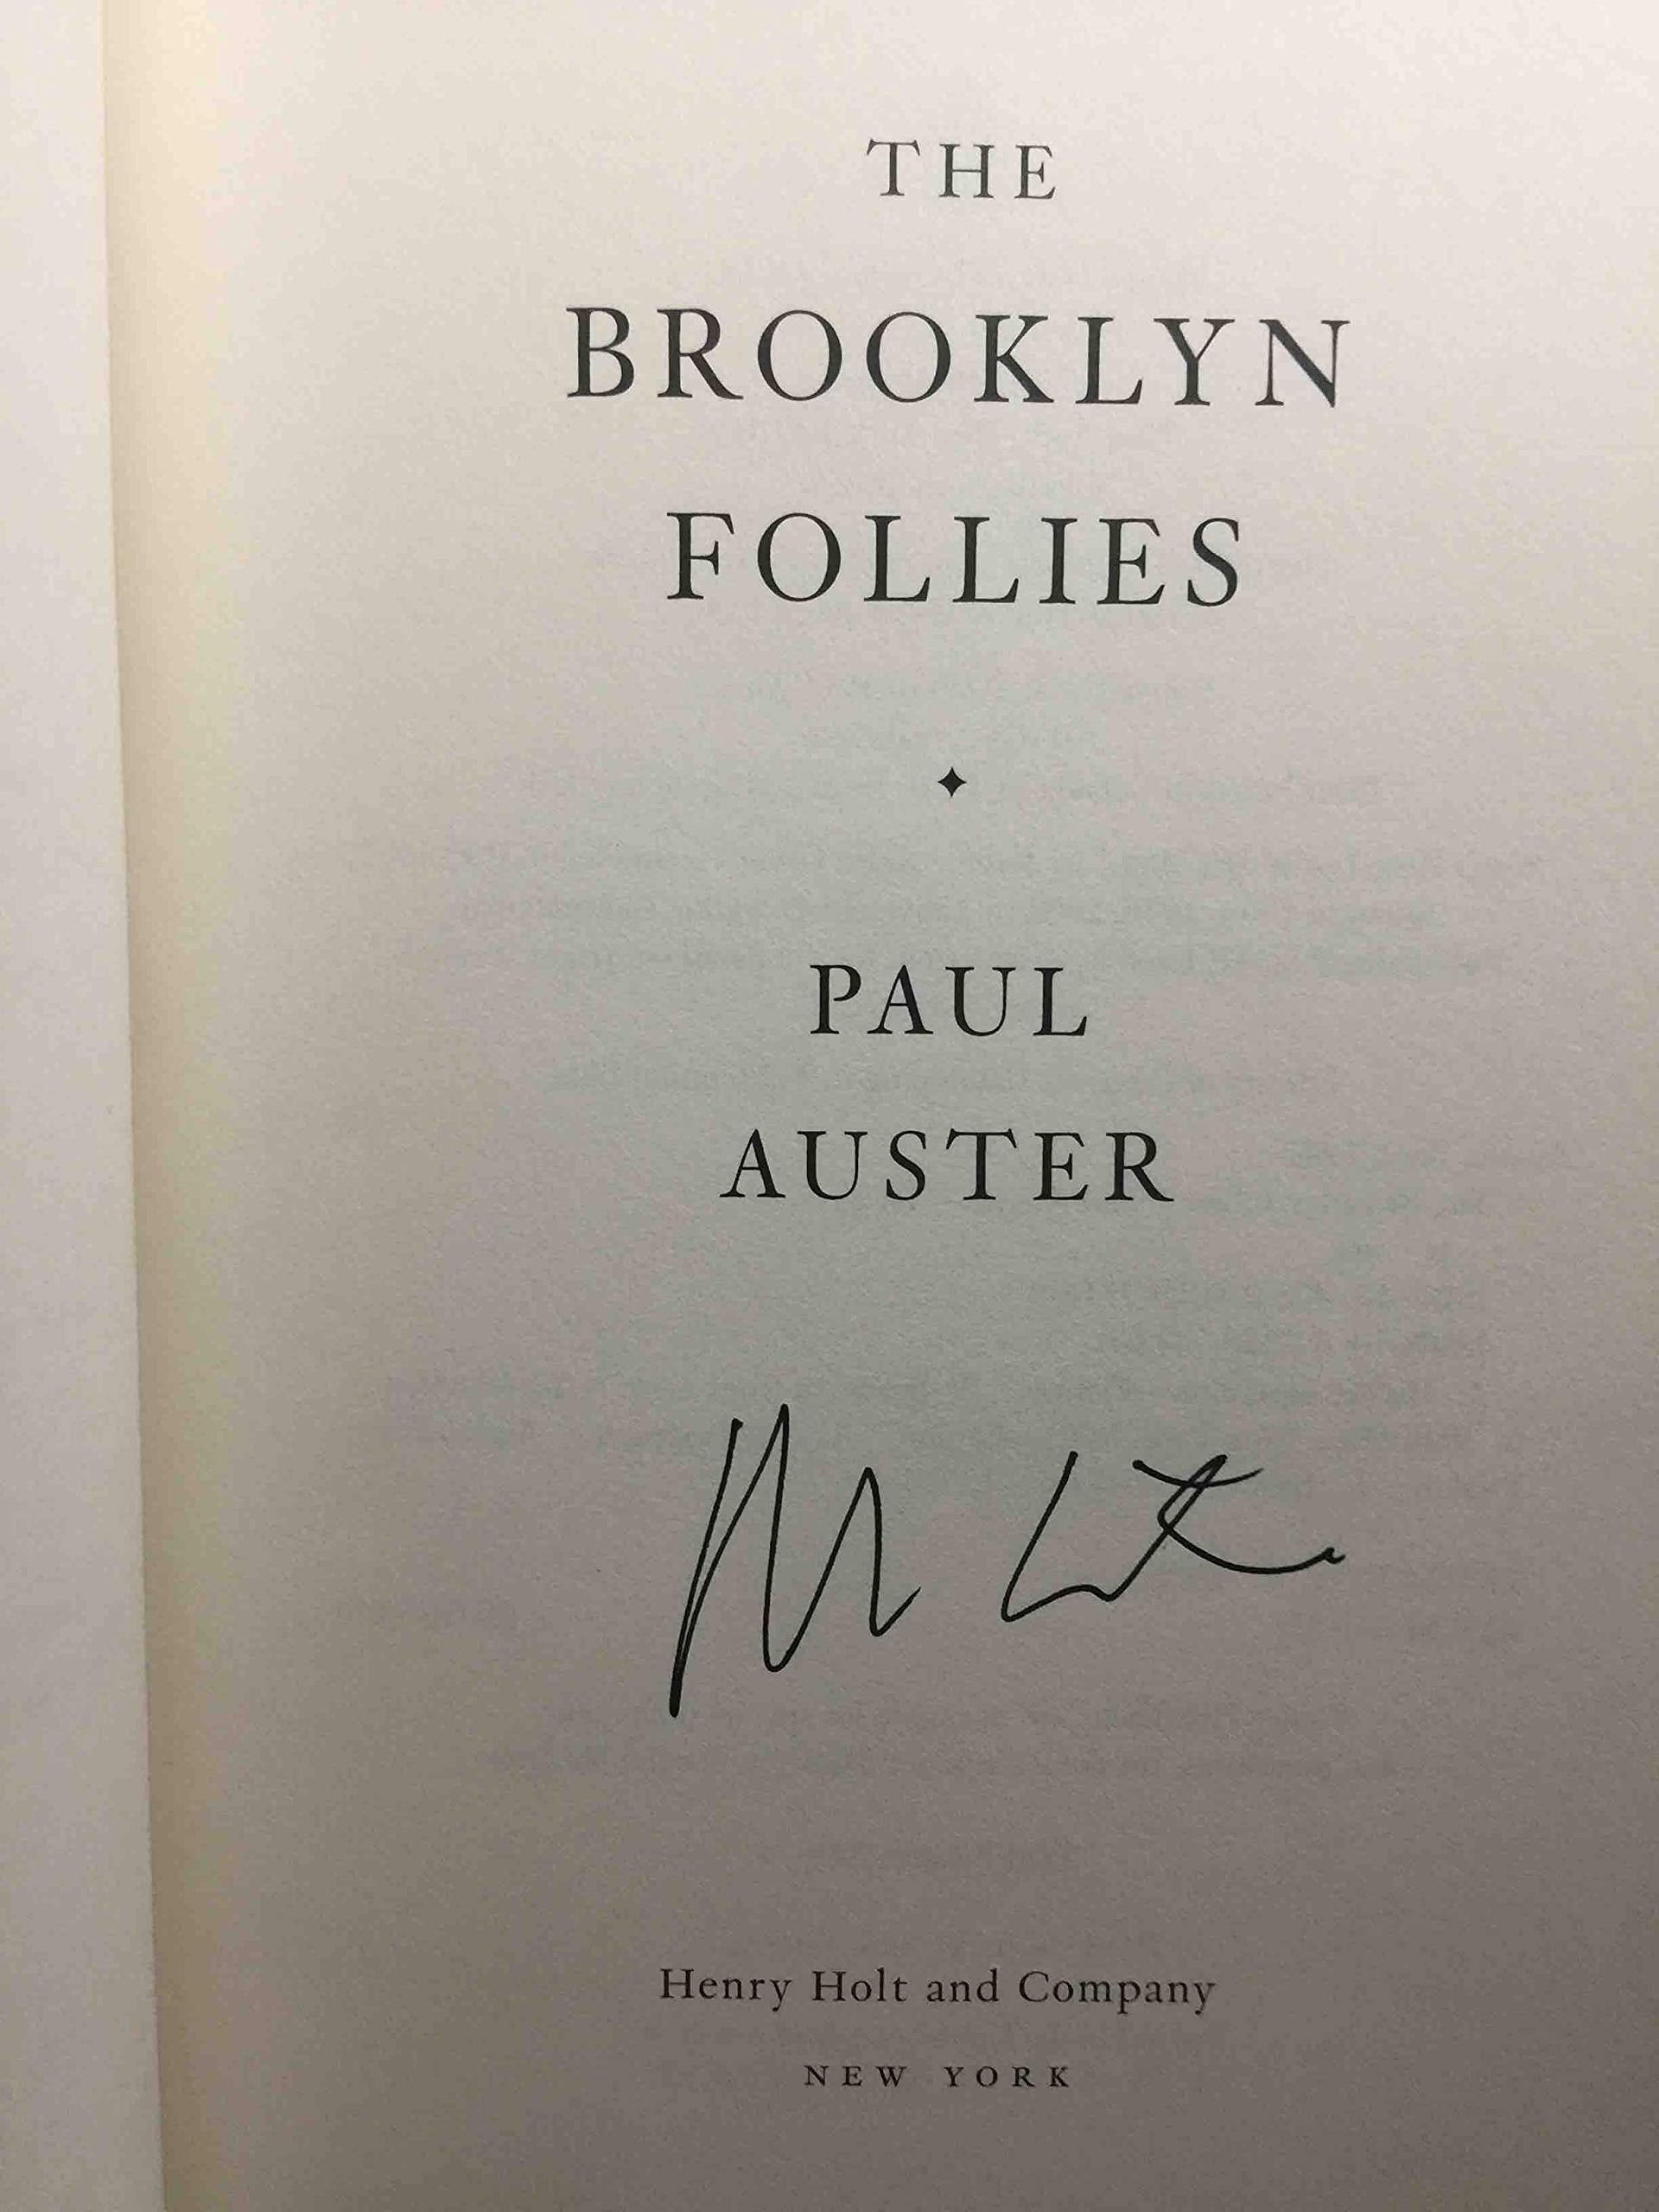 THE
BROOKLYN
FOLLIES
PAUL
AUSTER
Henry Holt and Company
NEW YORK